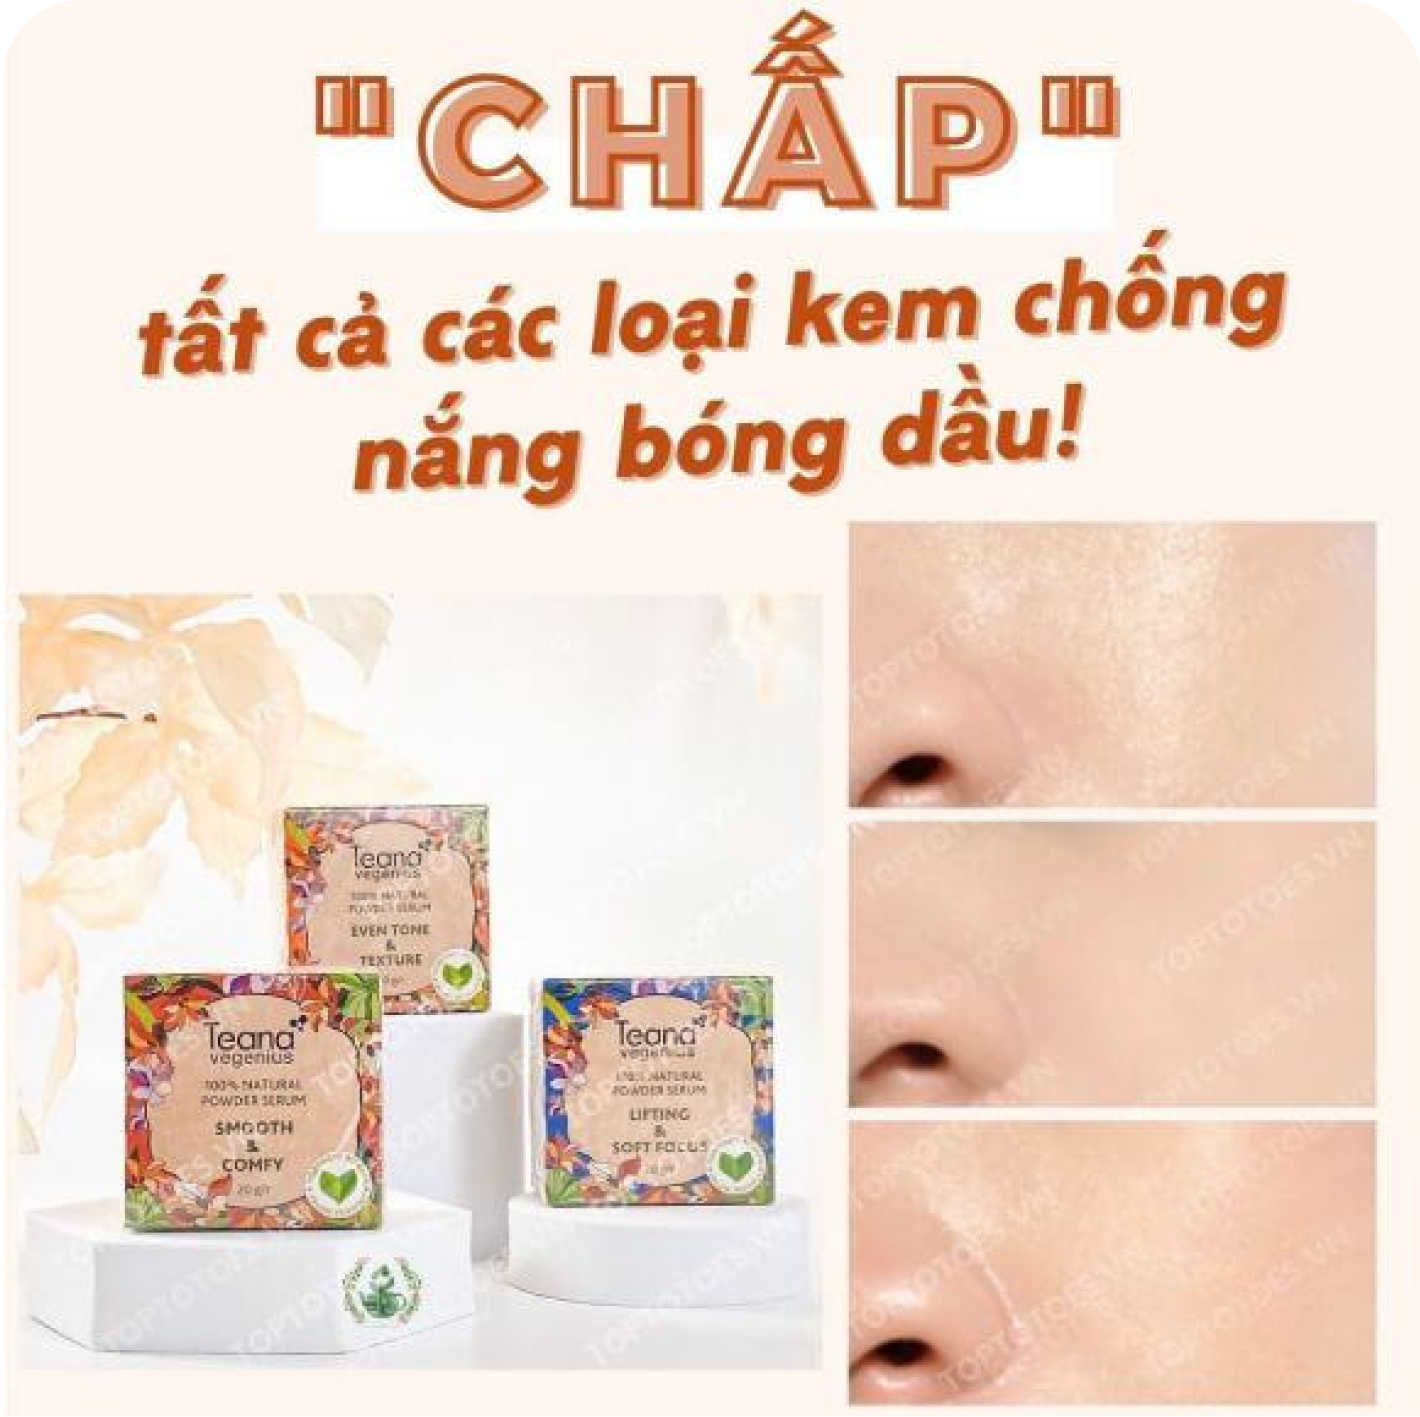 "CHẤP"
tất cả các loại kem chống
nắng bóng dầu!
Teana
vegenius
100% NATURAL
POWDER SERUM
EVEN TONE
&
TEXTURE
Teana
vegenius
100% NATURAL
POWDER SERUM
SMOOTH
&
COMFY
20 gr
Teana
vegenius
100% NATURAL
POWDER SERUM
LIFTING
&
SOFT FOCUS
TOPTOTOES.VN